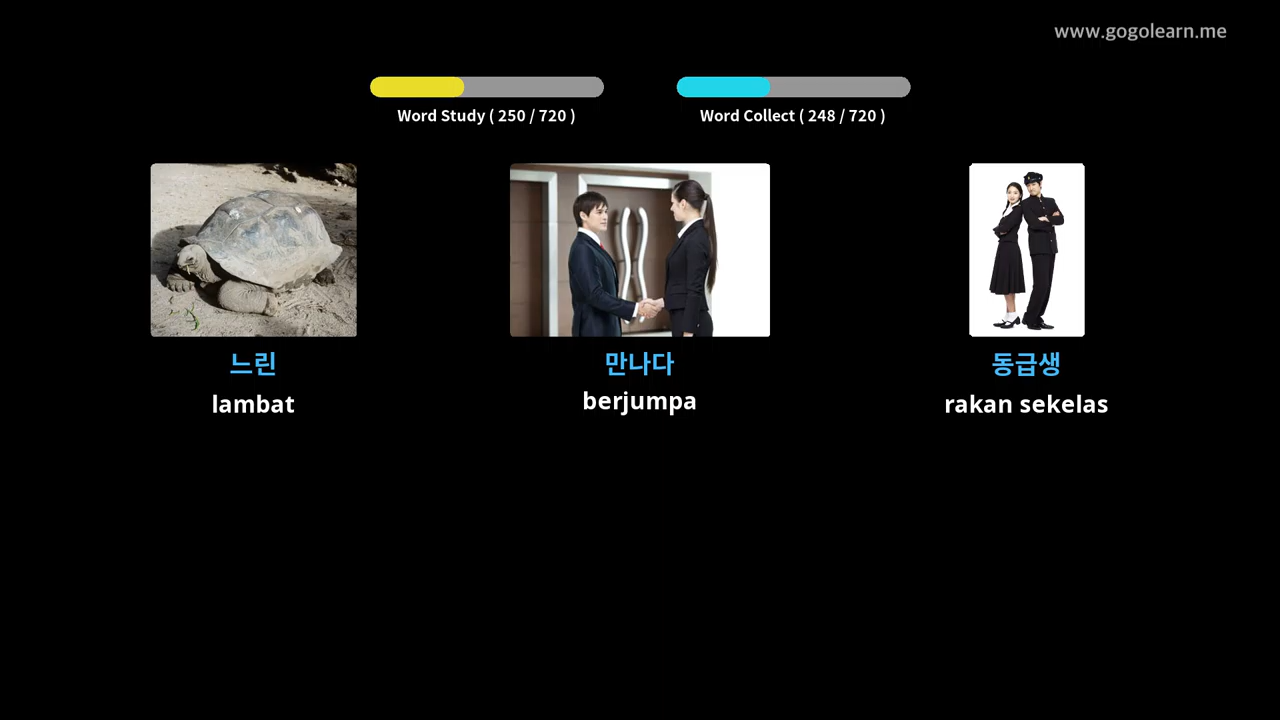 www.gogolearn.me
Word Study ( 250 / 720 )
Word Collect ( 248 / 720 )
느린
lambat
만나다
berjumpa
동급생
rakan sekelas